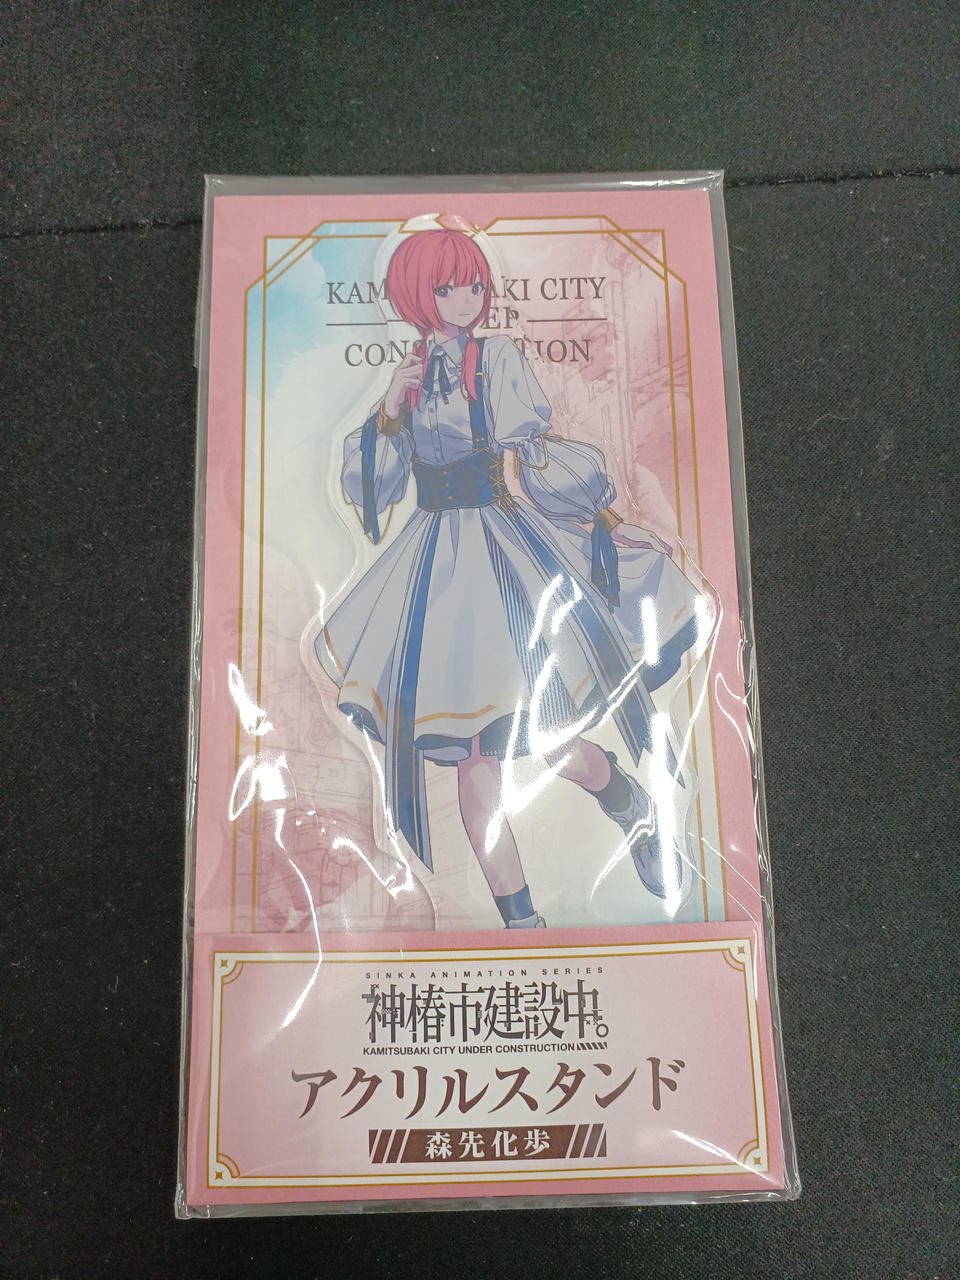 KAM AKI CITY
EP
CONS TION
SINKA ANIMATION SERIES
神椿市建設中。
KAMITSUBAKI CITY UNDER CONSTRUCTION
アクリルスタンド
森先化歩